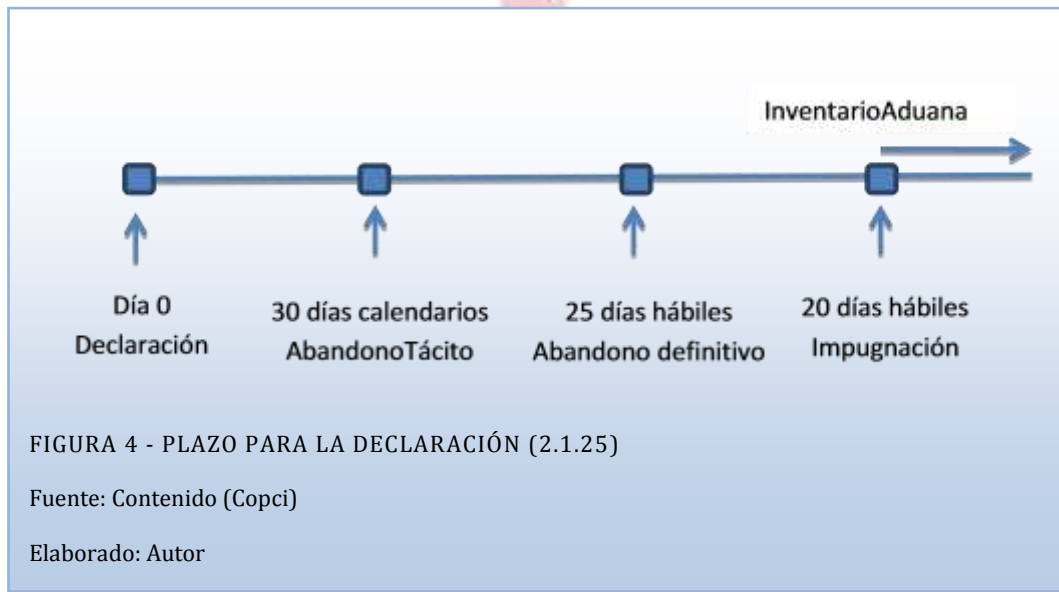 InventarioAduana
Día 0
Declaración
30 días calendarios
AbandonoTácito
25 días hábiles
Abandono definitivo
20 días hábiles
Impugnación
FIGURA 4 - PLAZO PARA LA DECLARACIÓN (2.1.25)
Fuente: Contenido (Copci)
Elaborado: Autor